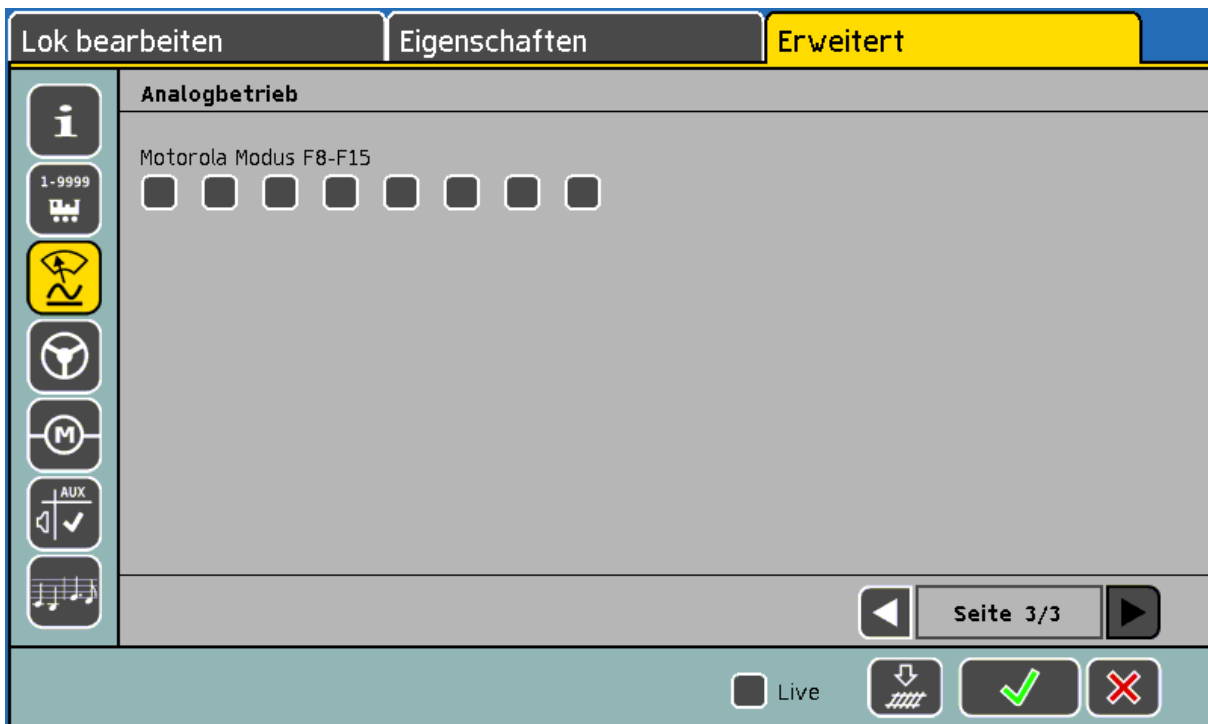 Lok bearbeiten
Eigenschaften
Erweitert
Analogbetrieb
i
1-9999
Motorola Modus F8-F15
M
AUX
Seite 3/3
Live